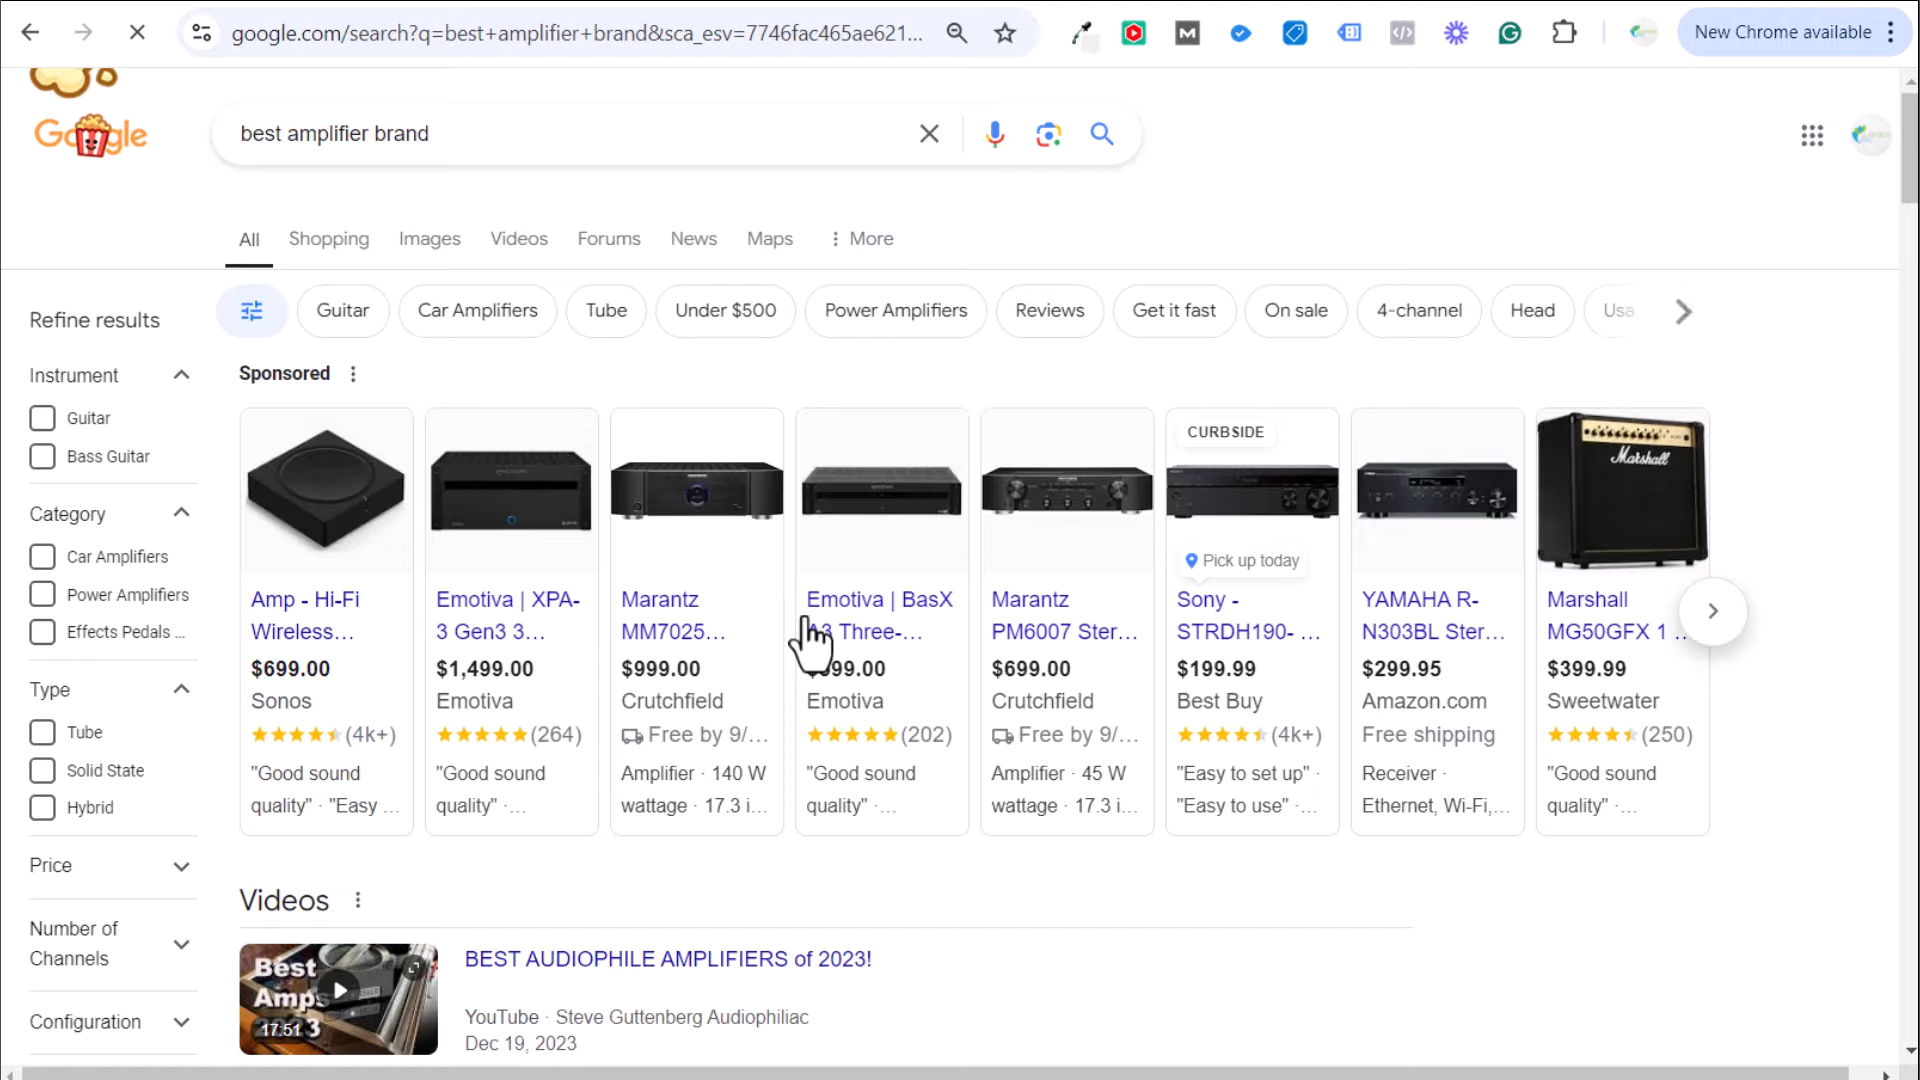 google.com/search?q=best+amplifier+brand&sca_esv=7746fac465ae621...
New Chrome available
Google
best amplifier brand
All
Shopping
Images
Videos
Forums
News
Maps
More
Refine results
Guitar
Car Amplifiers
Tube
Under $500
Power Amplifiers
Reviews
Get it fast
On sale
4-channel
Head
Usa
Instrument
Guitar
Bass Guitar
Category
Car Amplifiers
Power Amplifiers
Effects Pedals ...
Type
Tube
Solid State
Hybrid
Price
Number of
Channels
Configuration
Sponsored
Amp - Hi-Fi
Wireless...
$699.00
Sonos
(4k+)
"Good sound
quality" · "Easy ...
Emotiva | XPA-
3 Gen3 3...
$1,499.00
Emotiva
(264)
"Good sound
quality" ·...
Marantz
MM7025...
$999.00
Crutchfield
Free by 9/...
Amplifier · 140 W
wattage · 17.3 i...
Emotiva | BasX
A3 Three-...
99.00
Emotiva
(202)
"Good sound
quality" ·...
Marantz
PM6007 Ster...
$699.00
Crutchfield
Free by 9/...
Amplifier · 45 W
wattage · 17.3 i...
CURBSIDE
Pick up today
Sony -
STRDH190- ...
$199.99
Best Buy
(4k+)
"Easy to set up" ·
"Easy to use" ·...
YAMAHA R-
N303BL Ster...
$299.95
Amazon.com
Free shipping
Receiver ·
Ethernet, Wi-Fi,...
Marshall
Marshall
MG50GFX 1 ...
$399.99
Sweetwater
(250)
"Good sound
quality" ·...
Videos
Best
Amps
2023
17:51
BEST AUDIOPHILE AMPLIFIERS of 2023!
YouTube · Steve Guttenberg Audiophiliac
Dec 19, 2023